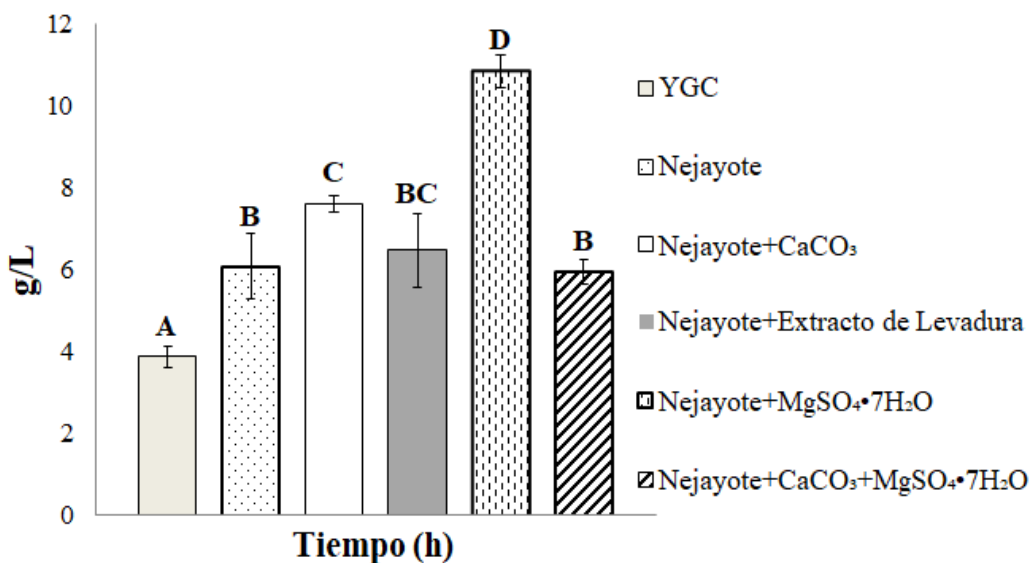 12
10
8
6
4
2
0
g/L
A
B
C
BC
D
B
Tiempo (h)
YGC
Nejayote
Nejayote+CaCO₃
Nejayote+Extracto de Levadura
Nejayote+MgSO₄•7H₂O
Nejayote+CaCO₃+MgSO₄•7H₂O